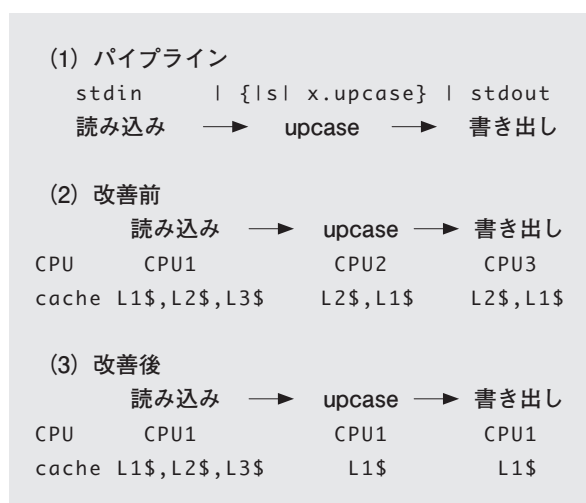 (1) パイプライン
stdin | {|s| x.upcase} | stdout
読み込み → upcase → 書き出し
(2) 改善前
読み込み → upcase → 書き出し
CPU CPU1 CPU2 CPU3
cache L1$,L2$,L3$ L2$,L1$ L2$,L1$
(3) 改善後
読み込み → upcase → 書き出し
CPU CPU1 CPU1 CPU1
cache L1$,L2$,L3$ L1$ L1$